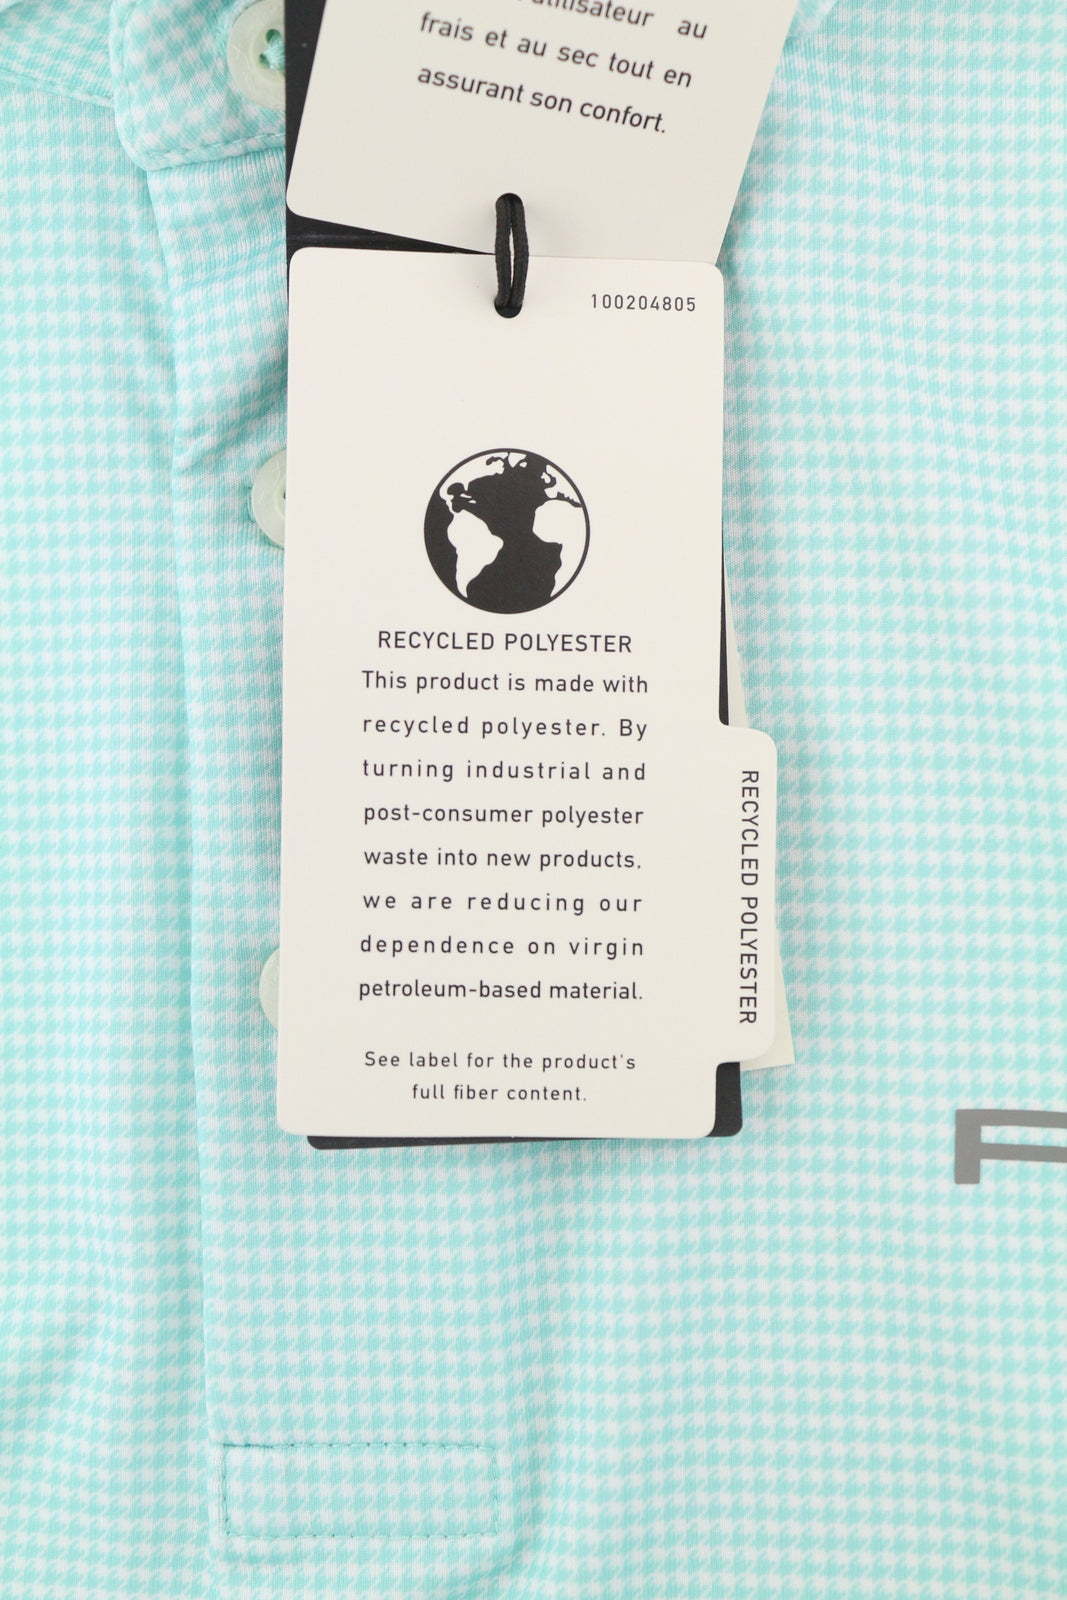 au
frais et au sec tout en
assurant son confort.
100204805
RECYCLED POLYESTER
This product is made with
recycled polyester. By
turning industrial and
post-consumer polyester
waste into new products,
we are reducing our
dependence on virgin
petroleum-based material.
See label for the product's
full fiber content.
RECYCLED POLYESTER